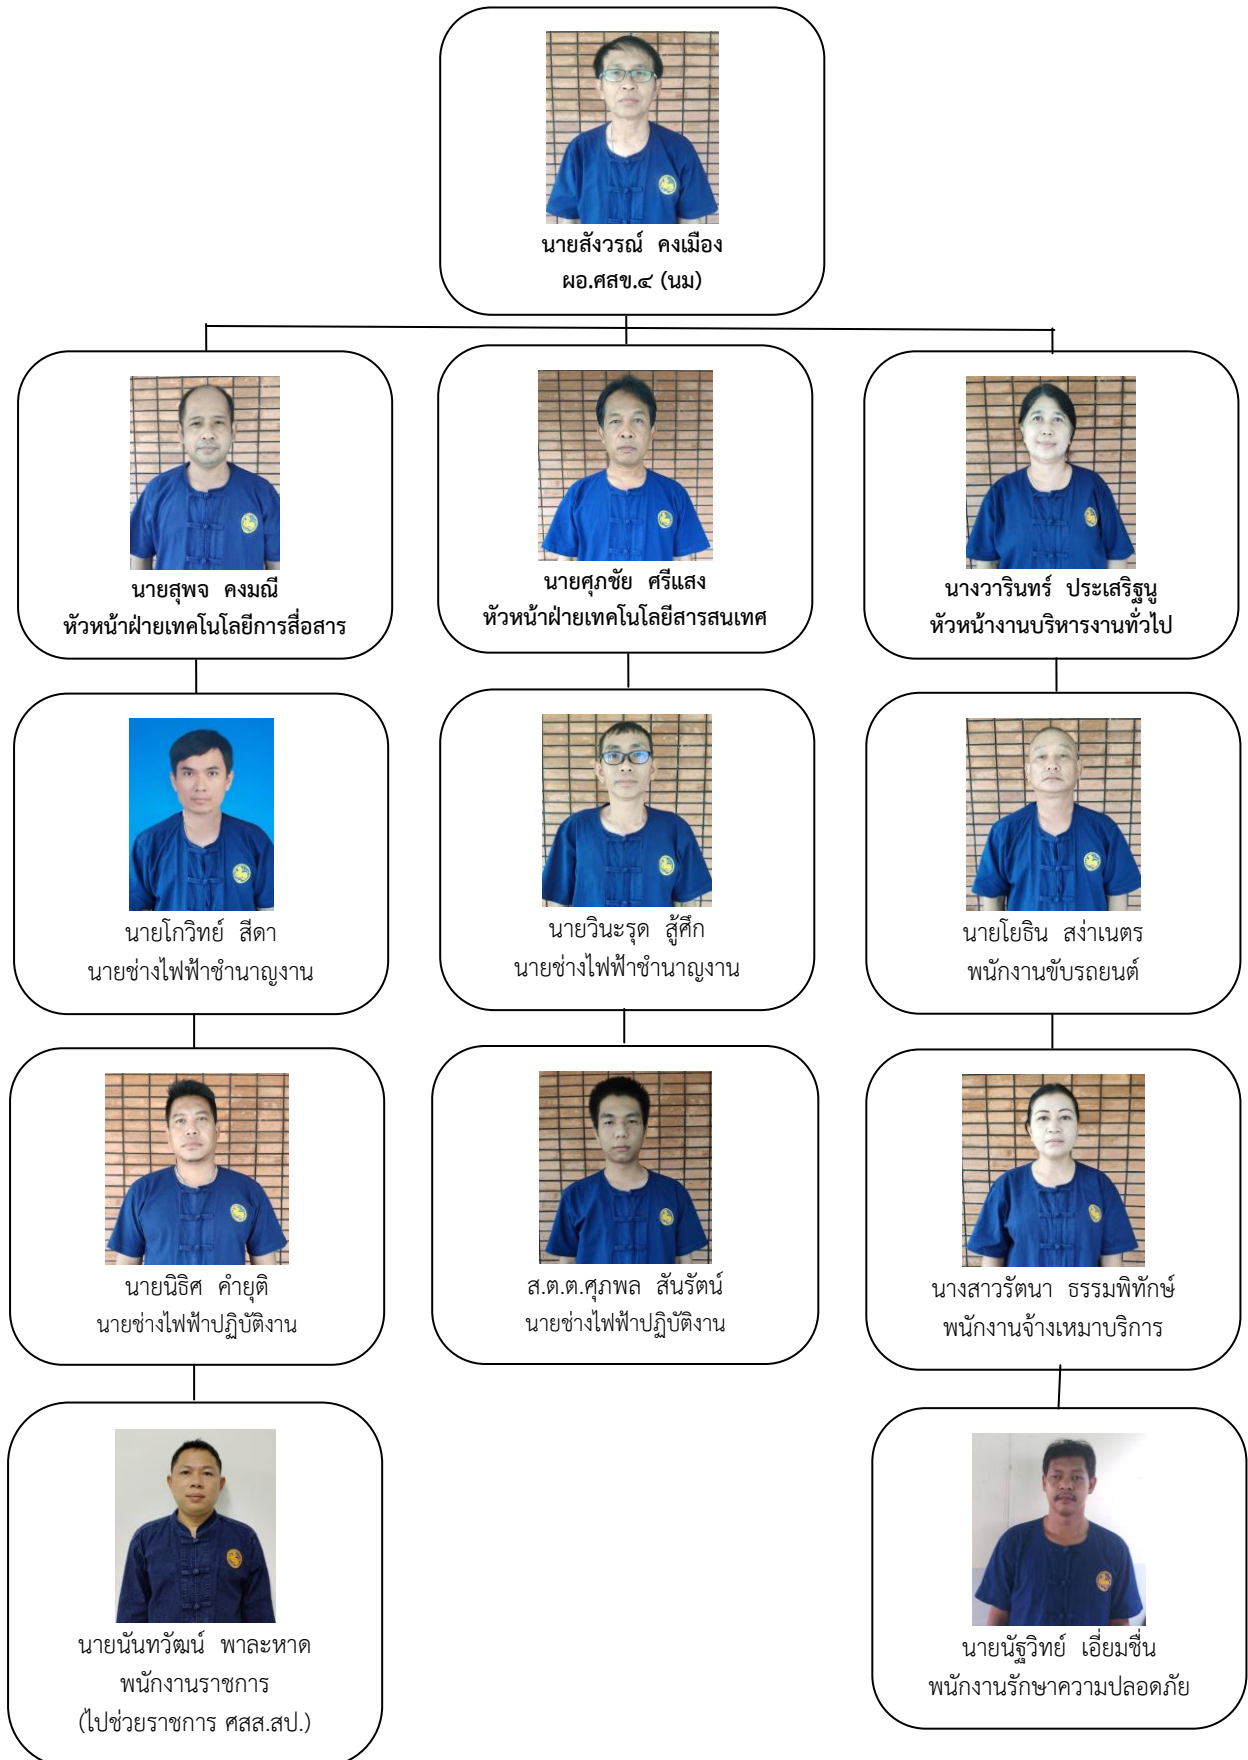 นายสังวรณ์ คงเมือง
ผอ.ศสข.๔ (นม)
นายสุพจ คงมณี
หัวหน้าฝ่ายเทคโนโลยีการสื่อสาร
นายศุภชัย ศรีแสง
หัวหน้าฝ่ายเทคโนโลยีสารสนเทศ
นางวารินทร์ ประเสริฐนู
หัวหน้างานบริหารงานทั่วไป
นายโกวิทย์ สีดา
นายช่างไฟฟ้าชำนาญงาน
นายวินะรุด สู้ศึก
นายช่างไฟฟ้าชำนาญงาน
นายโยธิน สง่าเนตร
พนักงานขับรถยนต์
นายนิธิศ คำยุติ
นายช่างไฟฟ้าปฏิบัติงาน
ส.ต.ต.ศุภพล สันรัตน์
นายช่างไฟฟ้าปฏิบัติงาน
นางสาวรัตนา ธรรมพิทักษ์
พนักงานจ้างเหมาบริการ
นายนันทวัฒน์ พาละหาด
พนักงานราชการ
(ไปช่วยราชการ ศสส.สป.)
นายนัฐวิทย์ เอี่ยมชื่น
พนักงานรักษาความปลอดภัย